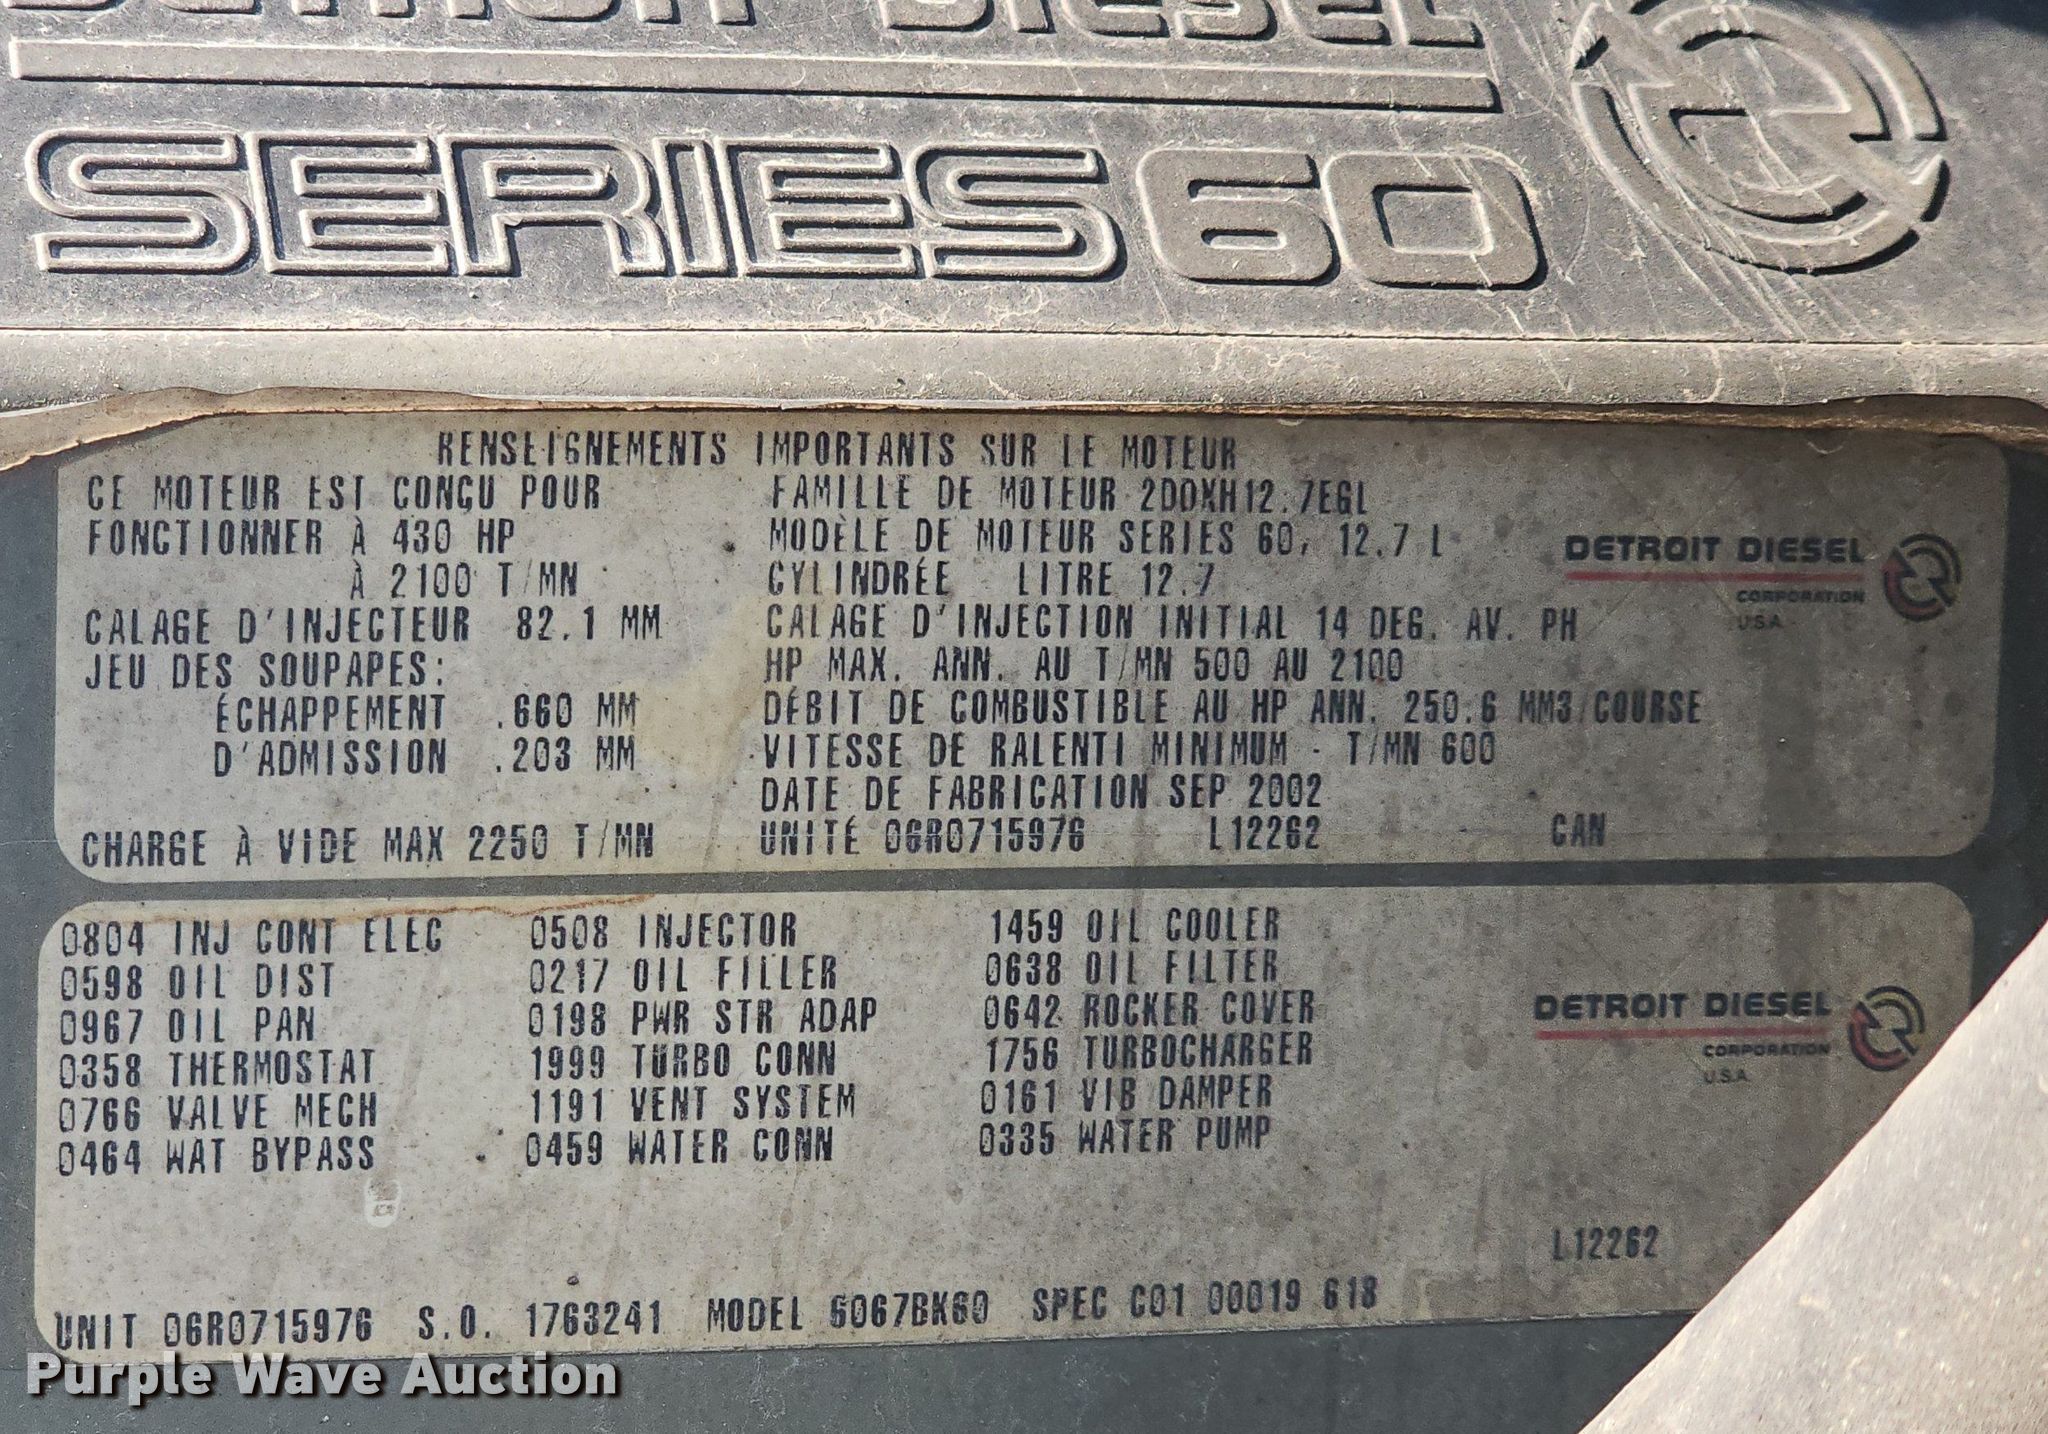 DETROIT DIESEL
SERIES 60
RENSEIGNEMENTS IMPORTANTS SUR LE MOTEUR
CE MOTEUR EST CONÇU POUR
FONCTIONNER À 430 HP
À 2100 T/MN
CALAGE D'INJECTEUR 82.1 MM
JEU DES SOUPAPES:
ÉCHAPPEMENT .660 MM
D'ADMISSION .203 MM
CHARGE À VIDE MAX 2250 T/MN
FAMILLE DE MOTEUR 2DDXH12.7EGL
MODÈLE DE MOTEUR SERIES 60, 12.7 L
CYLINDRÉE LITRE 12.7
CALAGE D'INJECTION INITIAL 14 DEG. AV. PH
HP MAX. ANN. AU T/MN 500 AU 2100
DÉBIT DE COMBUSTIBLE AU HP ANN. 250.6 MM3/COURSE
VITESSE DE RALENTI MINIMUM - T/MN 600
DATE DE FABRICATION SEP 2002
UNITÉ 06R0715976 L12262 CAN
DETROIT DIESEL
CORPORATION
U.S.A.
0804 INJ CONT ELEC 0508 INJECTOR 1459 OIL COOLER
0598 OIL DIST 0217 OIL FILLER 0638 OIL FILTER
0967 OIL PAN 0198 PWR STR ADAP 0642 ROCKER COVER
0358 THERMOSTAT 1999 TURBO CONN 1756 TURBOCHARGER
0766 VALVE MECH 1191 VENT SYSTEM 0161 VIB DAMPER
0464 WAT BYPASS 0459 WATER CONN 0335 WATER PUMP
DETROIT DIESEL
CORPORATION
U.S.A.
L12262
UNIT 06R0715976 S.O. 1763241 MODEL 6067BK60 SPEC C01 00019 618
Purple Wave Auction